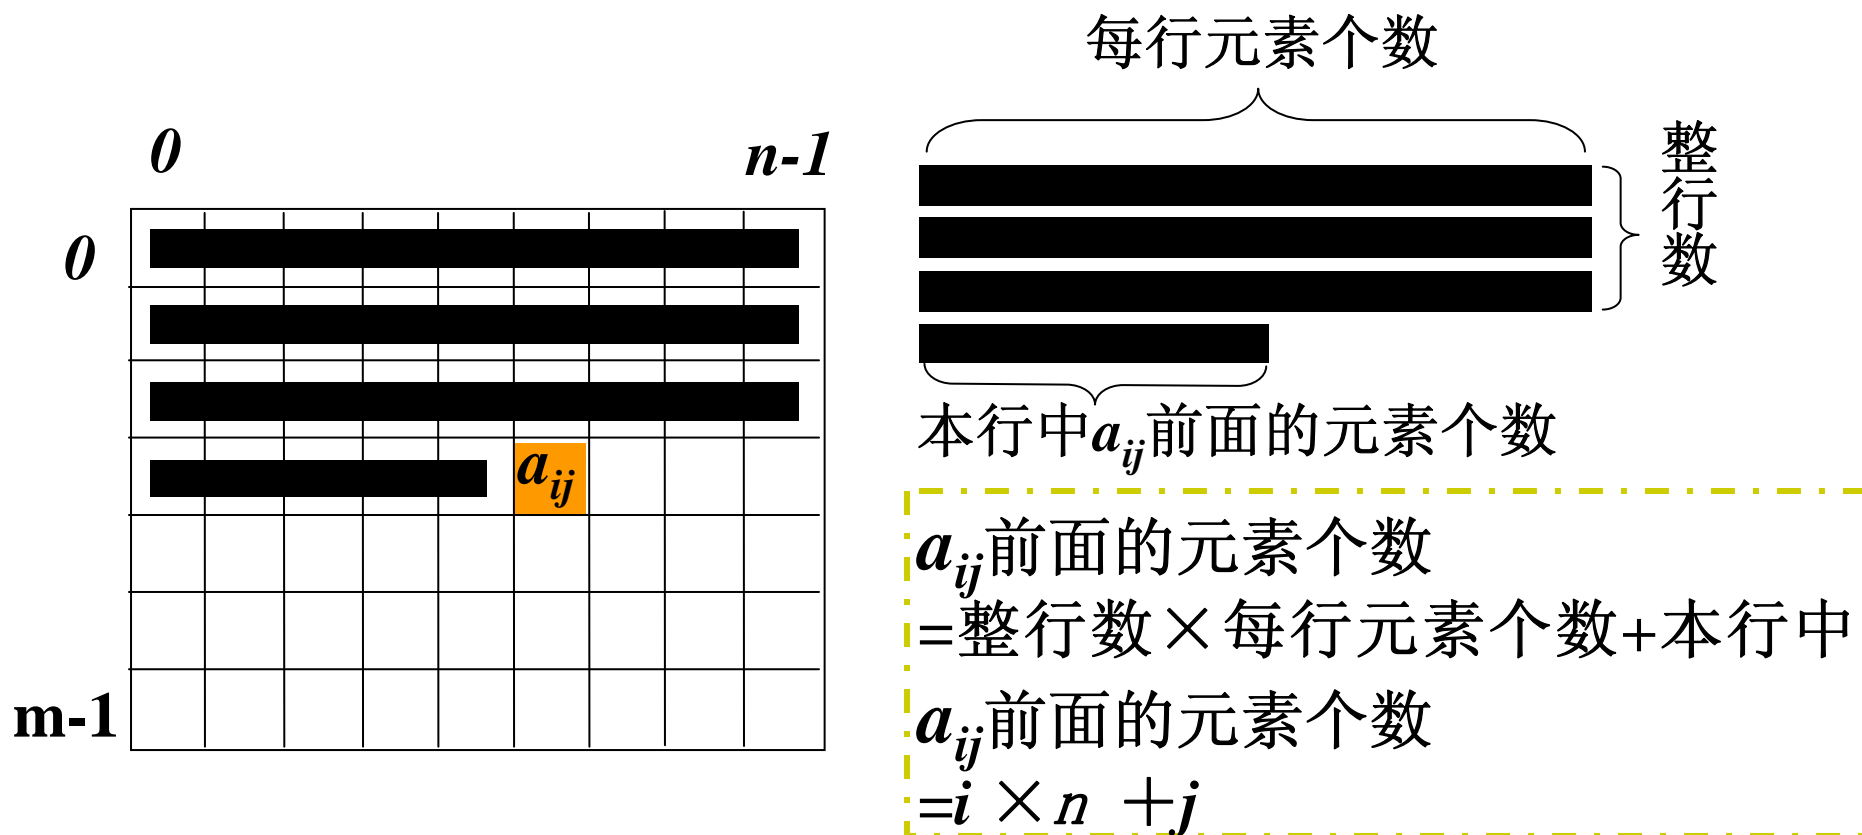 每行元素个数
0
n-1
整行数
0
a_ij
m-1
本行中a_ij前面的元素个数
a_ij前面的元素个数
=整行数×每行元素个数+本行中
a_ij前面的元素个数
=i×n+j